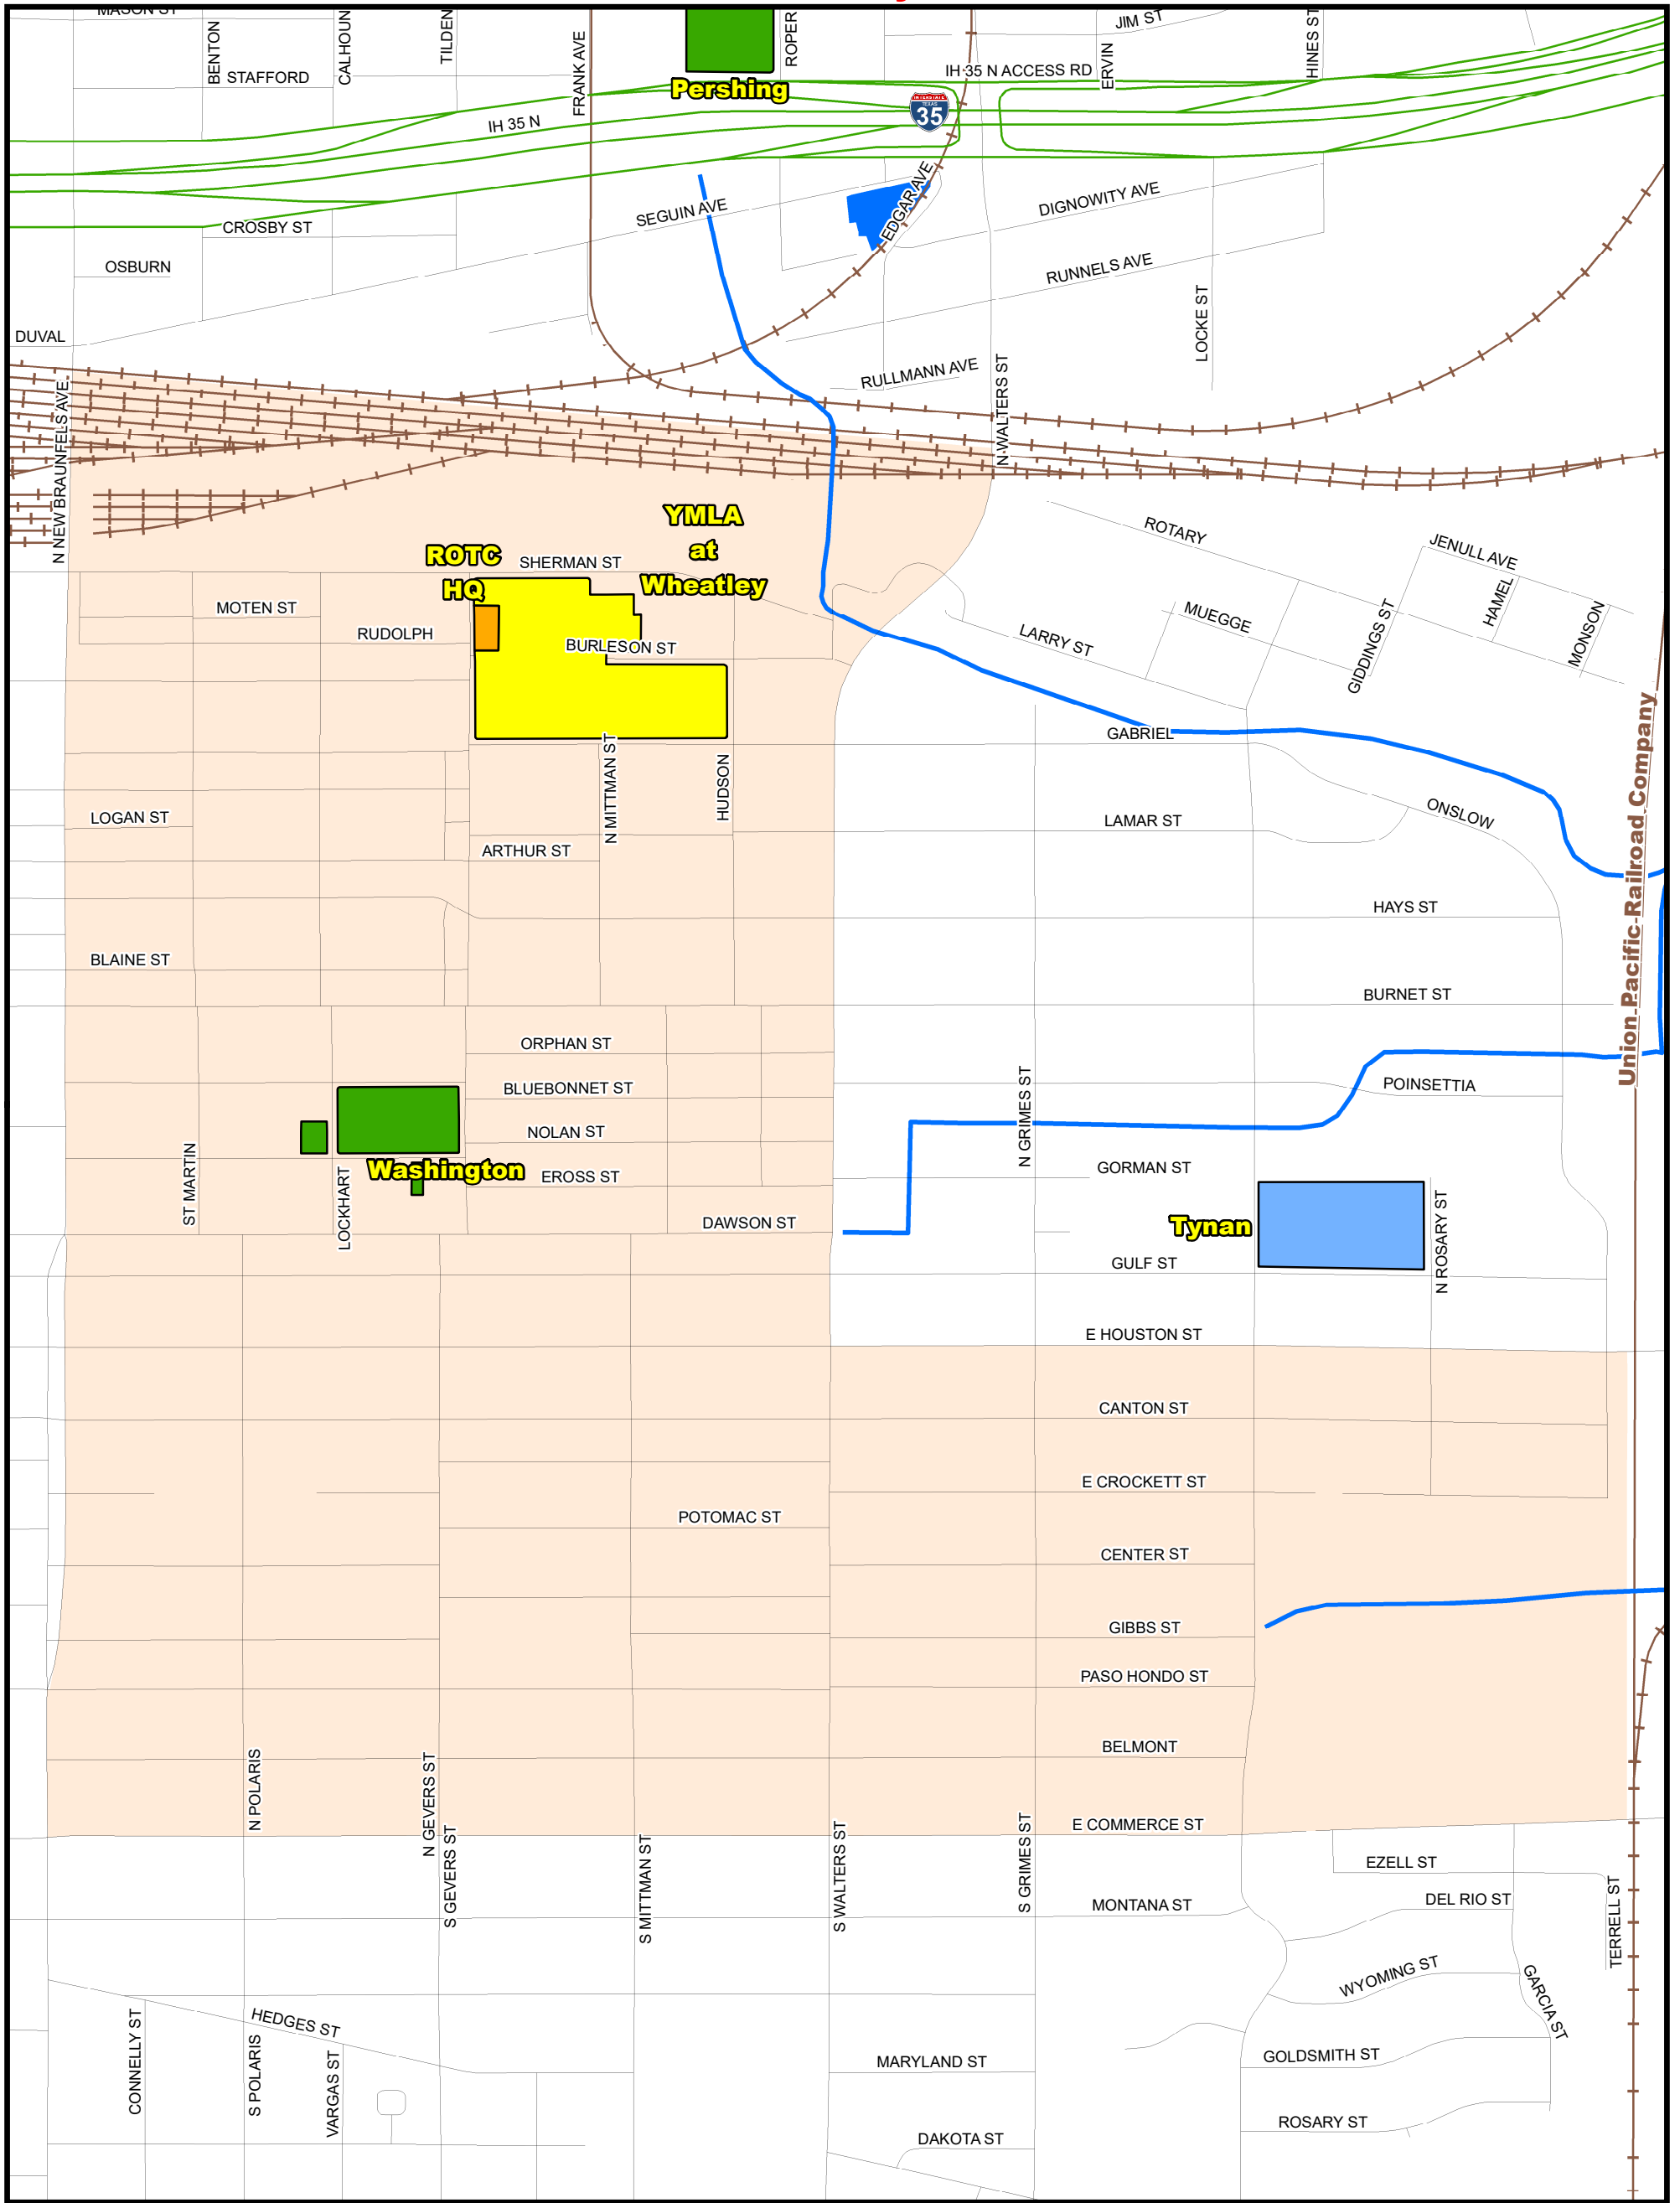 MASON ST
BENTON
CALHOUN
TILDEN
FRANK AVE
ROPER
JIM ST
ERVIN
HINES ST
STAFFORD
Pershing
IH 35 N ACCESS RD
IH 35 N
INTERSTATE
TEXAS
35
EDGAR AVE
SEGUIN AVE
DIGNOWITY AVE
CROSBY ST
OSBURN
RUNNELS AVE
LOCKE ST
DUVAL
RULLMANN AVE
N WALTERS ST
N NEW BRAUNFELS AVE
YMLA
at
Wheatley
ROTC
HQ
SHERMAN ST
ROTARY
JENULL AVE
HAMEL
MONSON
GIDDINGS ST
MUEGGE
LARRY ST
MOTEN ST
RUDOLPH
BURLESON ST
GABRIEL
N MITTMAN ST
HUDSON
LOGAN ST
ARTHUR ST
LAMAR ST
ONSLOW
Union Pacific Railroad Company
HAYS ST
BLAINE ST
BURNET ST
ORPHAN ST
BLUEBONNET ST
NOLAN ST
EROSS ST
POINSETTIA
N GRIMES ST
Washington
ST MARTIN
LOCKHART
GORMAN ST
DAWSON ST
Tynan
N ROSARY ST
GULF ST
E HOUSTON ST
CANTON ST
E CROCKETT ST
POTOMAC ST
CENTER ST
GIBBS ST
PASO HONDO ST
BELMONT
N POLARIS
N GEVERS ST
S GEVERS ST
S MITTMAN ST
S WALTERS ST
S GRIMES ST
E COMMERCE ST
EZELL ST
DEL RIO ST
MONTANA ST
TERRELL ST
WYOMING ST
GARCIA ST
HEDGES ST
CONNELLY ST
S POLARIS
VARGAS ST
MARYLAND ST
GOLDSMITH ST
ROSARY ST
DAKOTA ST